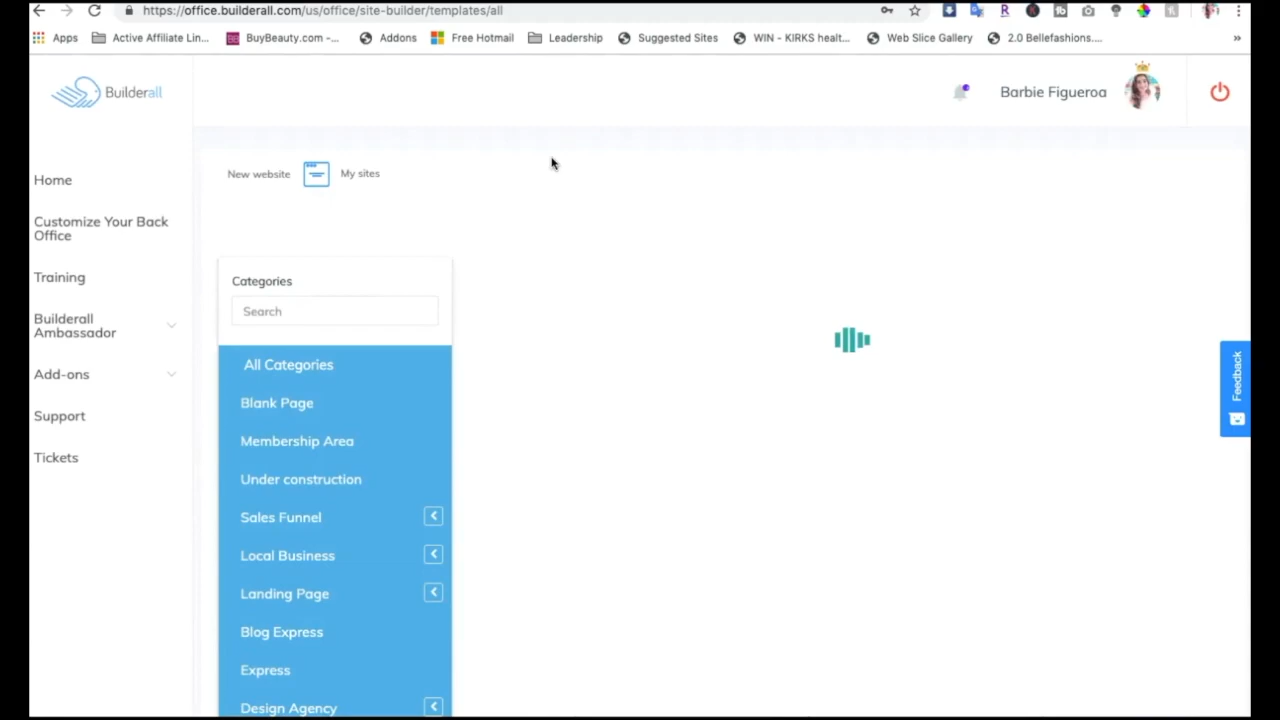 https://office.builderall.com/us/office/site-builder/templates/all
Apps Active Affiliate Lin... BuyBeauty.com -... Addons Free Hotmail Leadership Suggested Sites WIN - KIRKS healt... Web Slice Gallery 2.0 Bellefashions.... »
Builderall
Barbie Figueroa
New website My sites
Home
Customize Your Back
Office
Training
Builderall
Ambassador
Add-ons
Support
Tickets
Categories
Search
All Categories
Blank Page
Membership Area
Under construction
Sales Funnel
Local Business
Landing Page
Blog Express
Express
Design Agency
Feedback